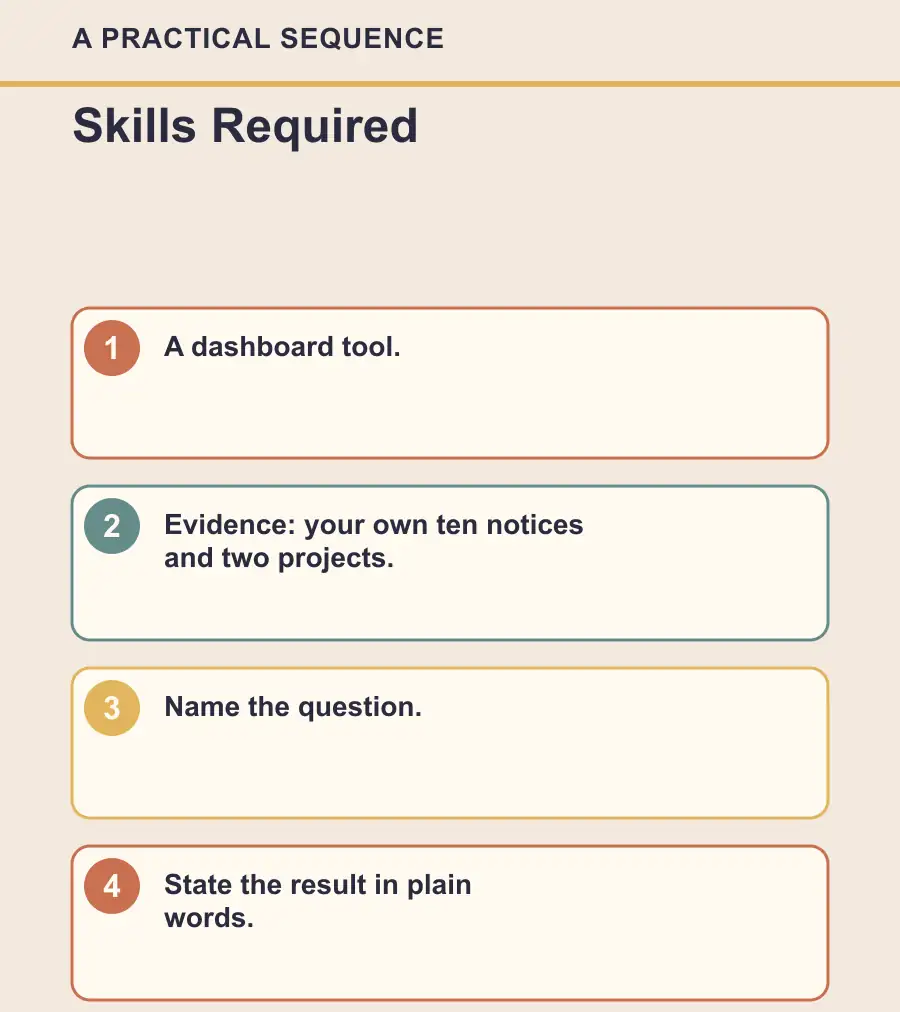 A PRACTICAL SEQUENCE
Skills Required
1
A dashboard tool.
2
Evidence: your own ten notices
and two projects.
3
Name the question.
4
State the result in plain
words.